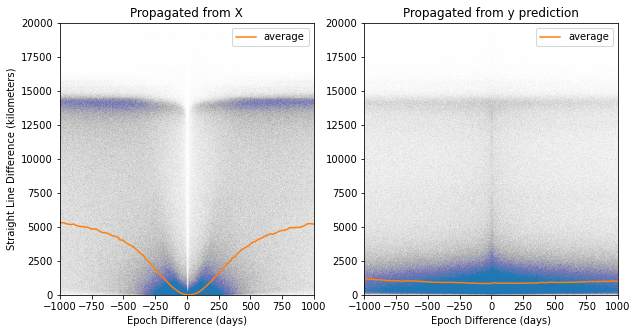 Propagated from X
20000
17500
15000
12500
10000
7500
5000
2500
0
Straight Line Difference (kilometers)
average
−1000 −750 −500 −250 0 250 500 750 1000
Epoch Difference (days)
Propagated from y prediction
20000
17500
15000
12500
10000
7500
5000
2500
0
average
−1000 −750 −500 −250 0 250 500 750 1000
Epoch Difference (days)